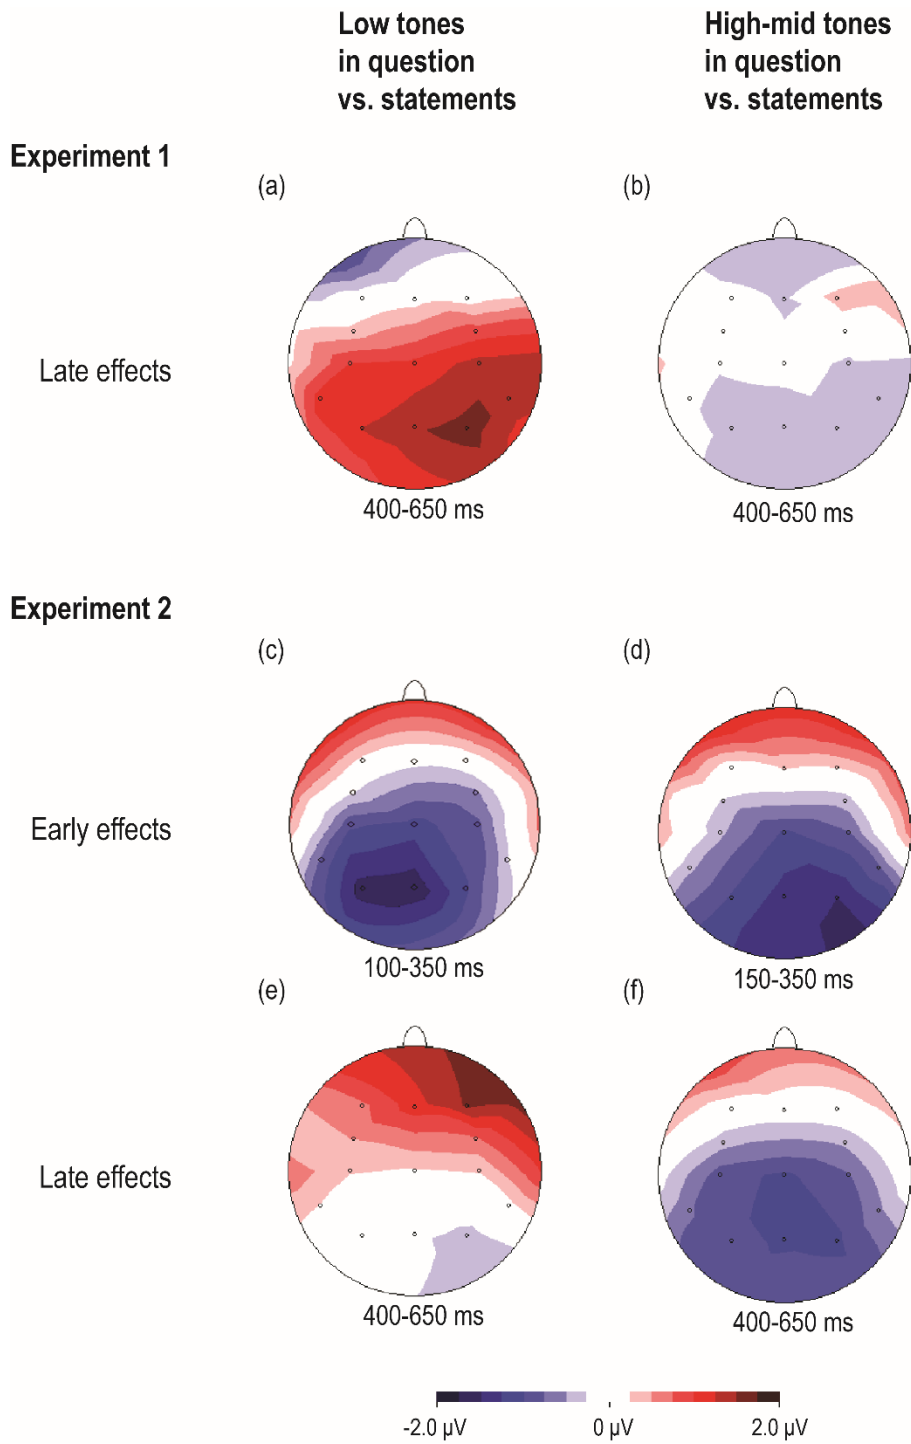 Low tones
in question
vs. statements
High-mid tones
in question
vs. statements
Experiment 1
(a)
(b)
Late effects
400-650 ms
400-650 ms
Experiment 2
(c)
(d)
Early effects
100-350 ms
150-350 ms
(e)
(f)
Late effects
400-650 ms
400-650 ms
-2.0 μV
0 μV
2.0 μV